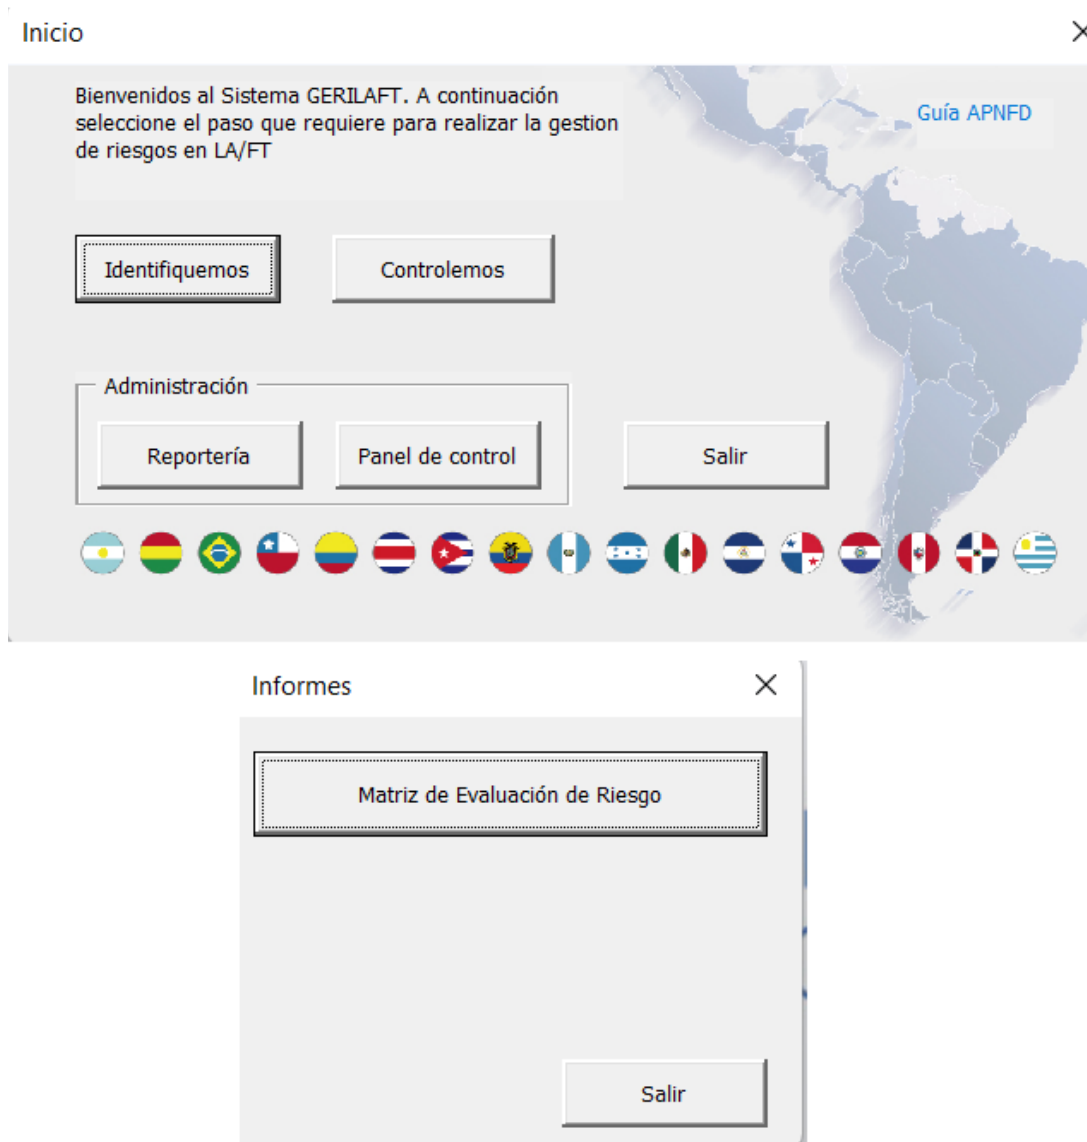 Inicio
Bienvenidos al Sistema GERILAFT. A continuación
seleccione el paso que requiere para realizar la gestion
de riesgos en LA/FT
Guía APNFD
Identifiquemos
Controlemos
Administración
Reportería
Panel de control
Salir
Informes
Matriz de Evaluación de Riesgo
Salir